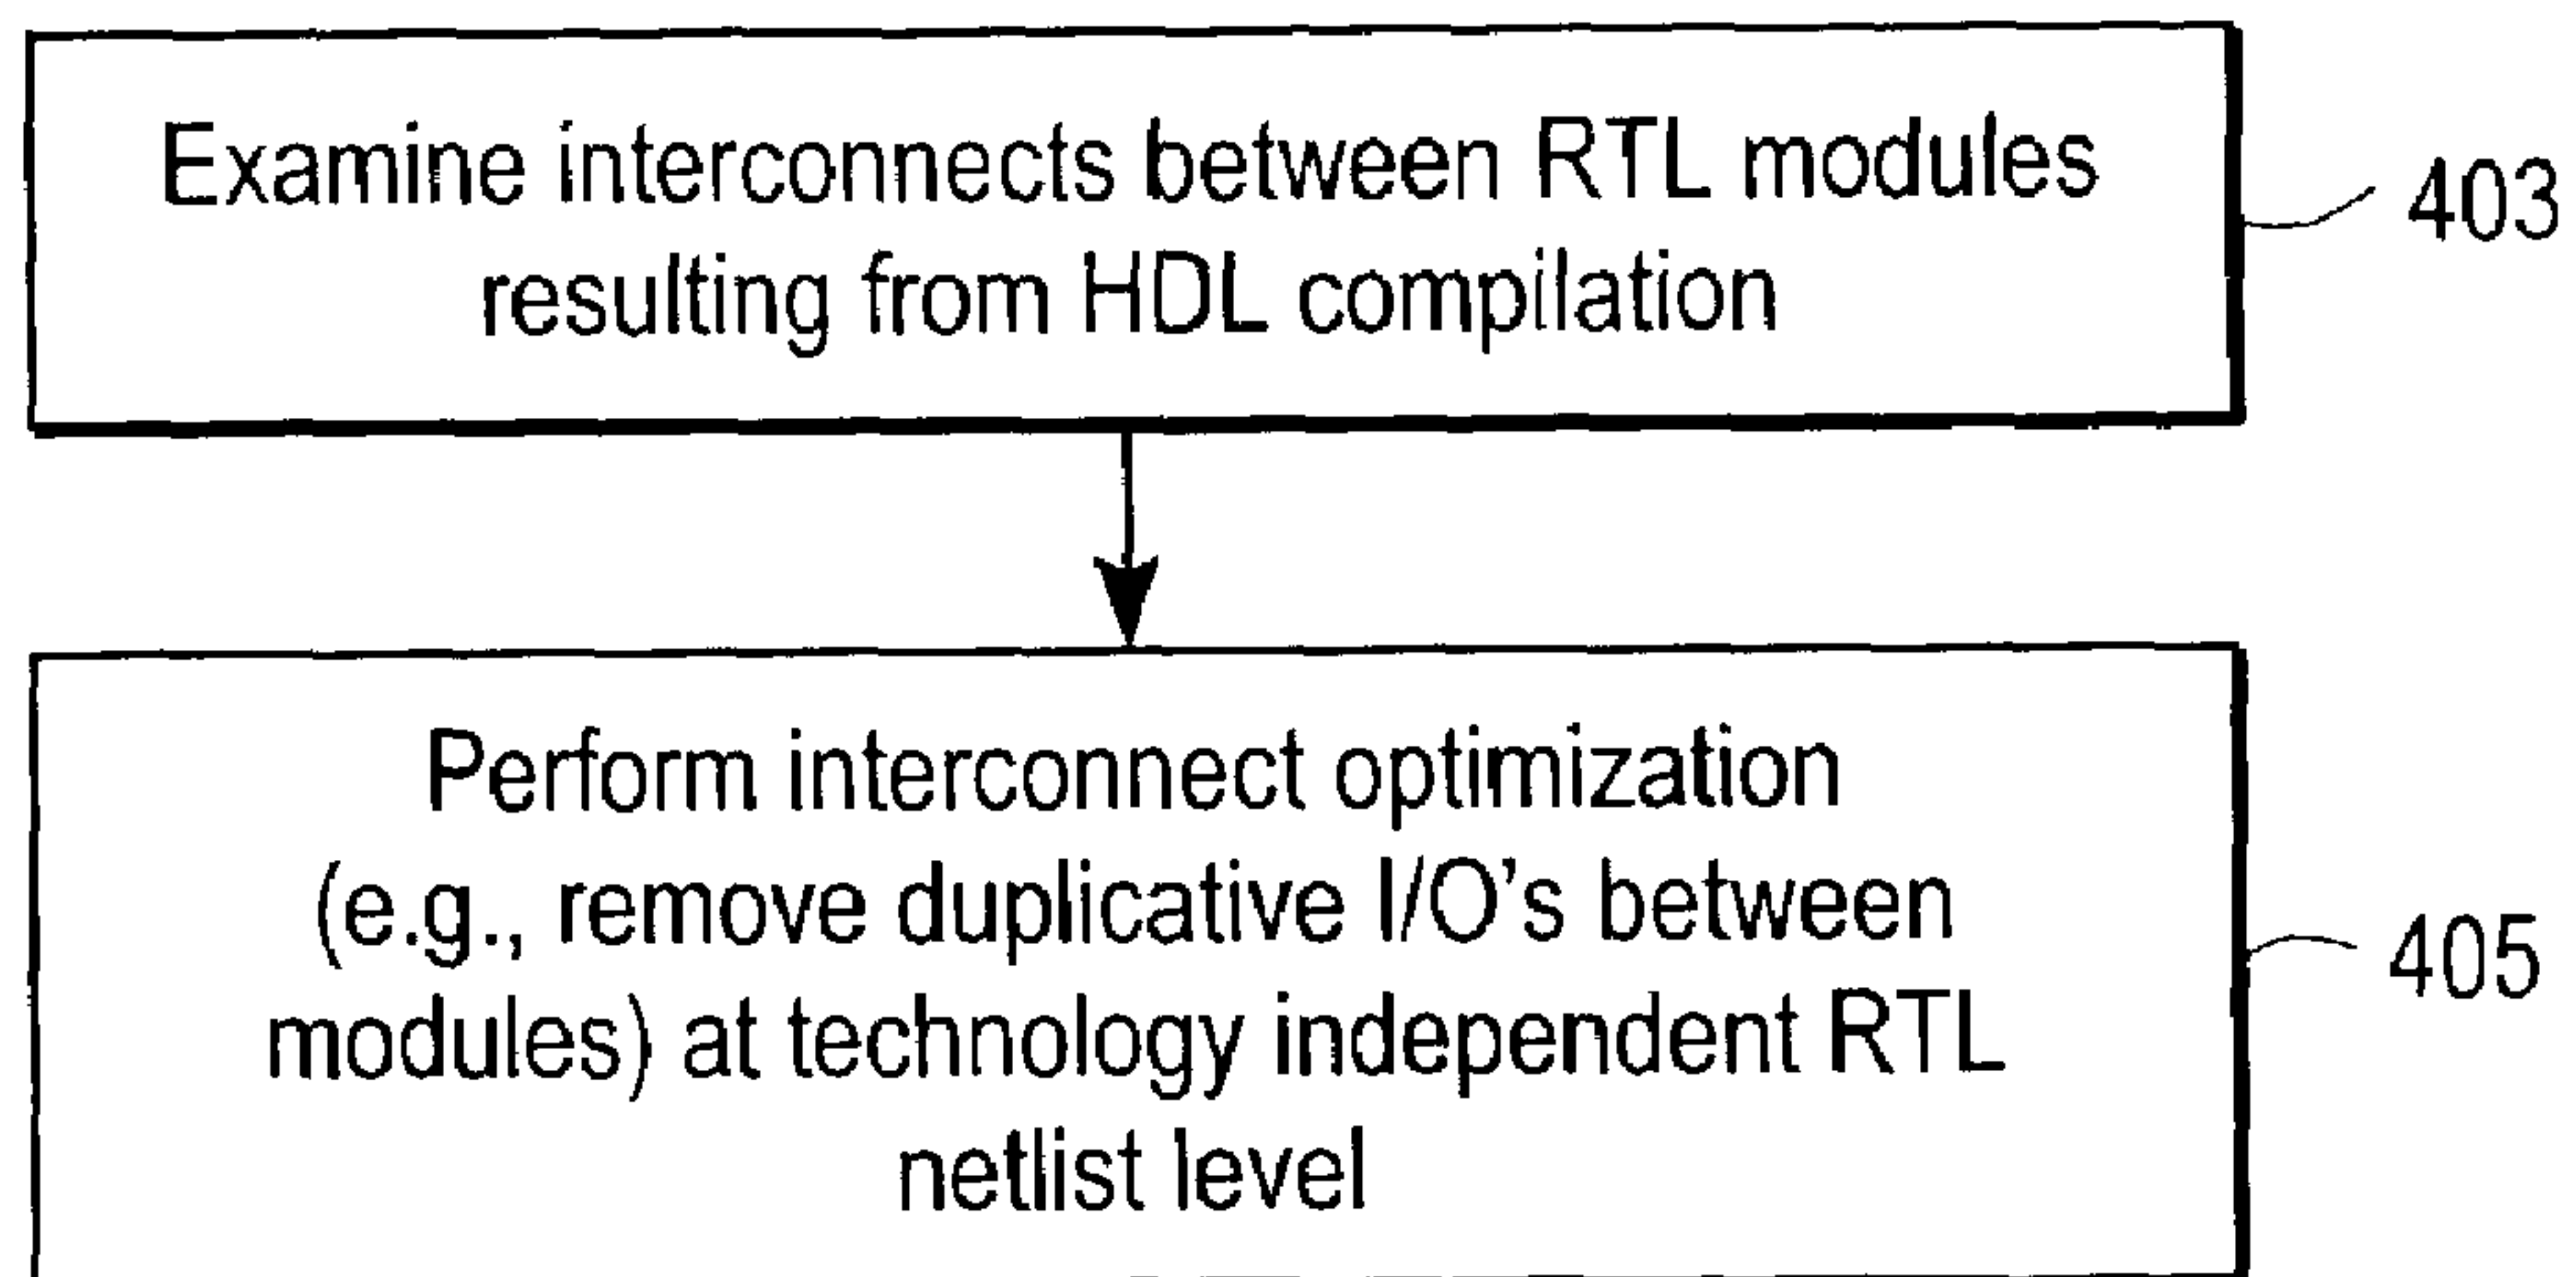 Examine interconnects between RTL modules
resulting from HDL compilation
403
Perform interconnect optimization
(e.g., remove duplicative I/O's between
modules) at technology independent RTL
netlist level
405